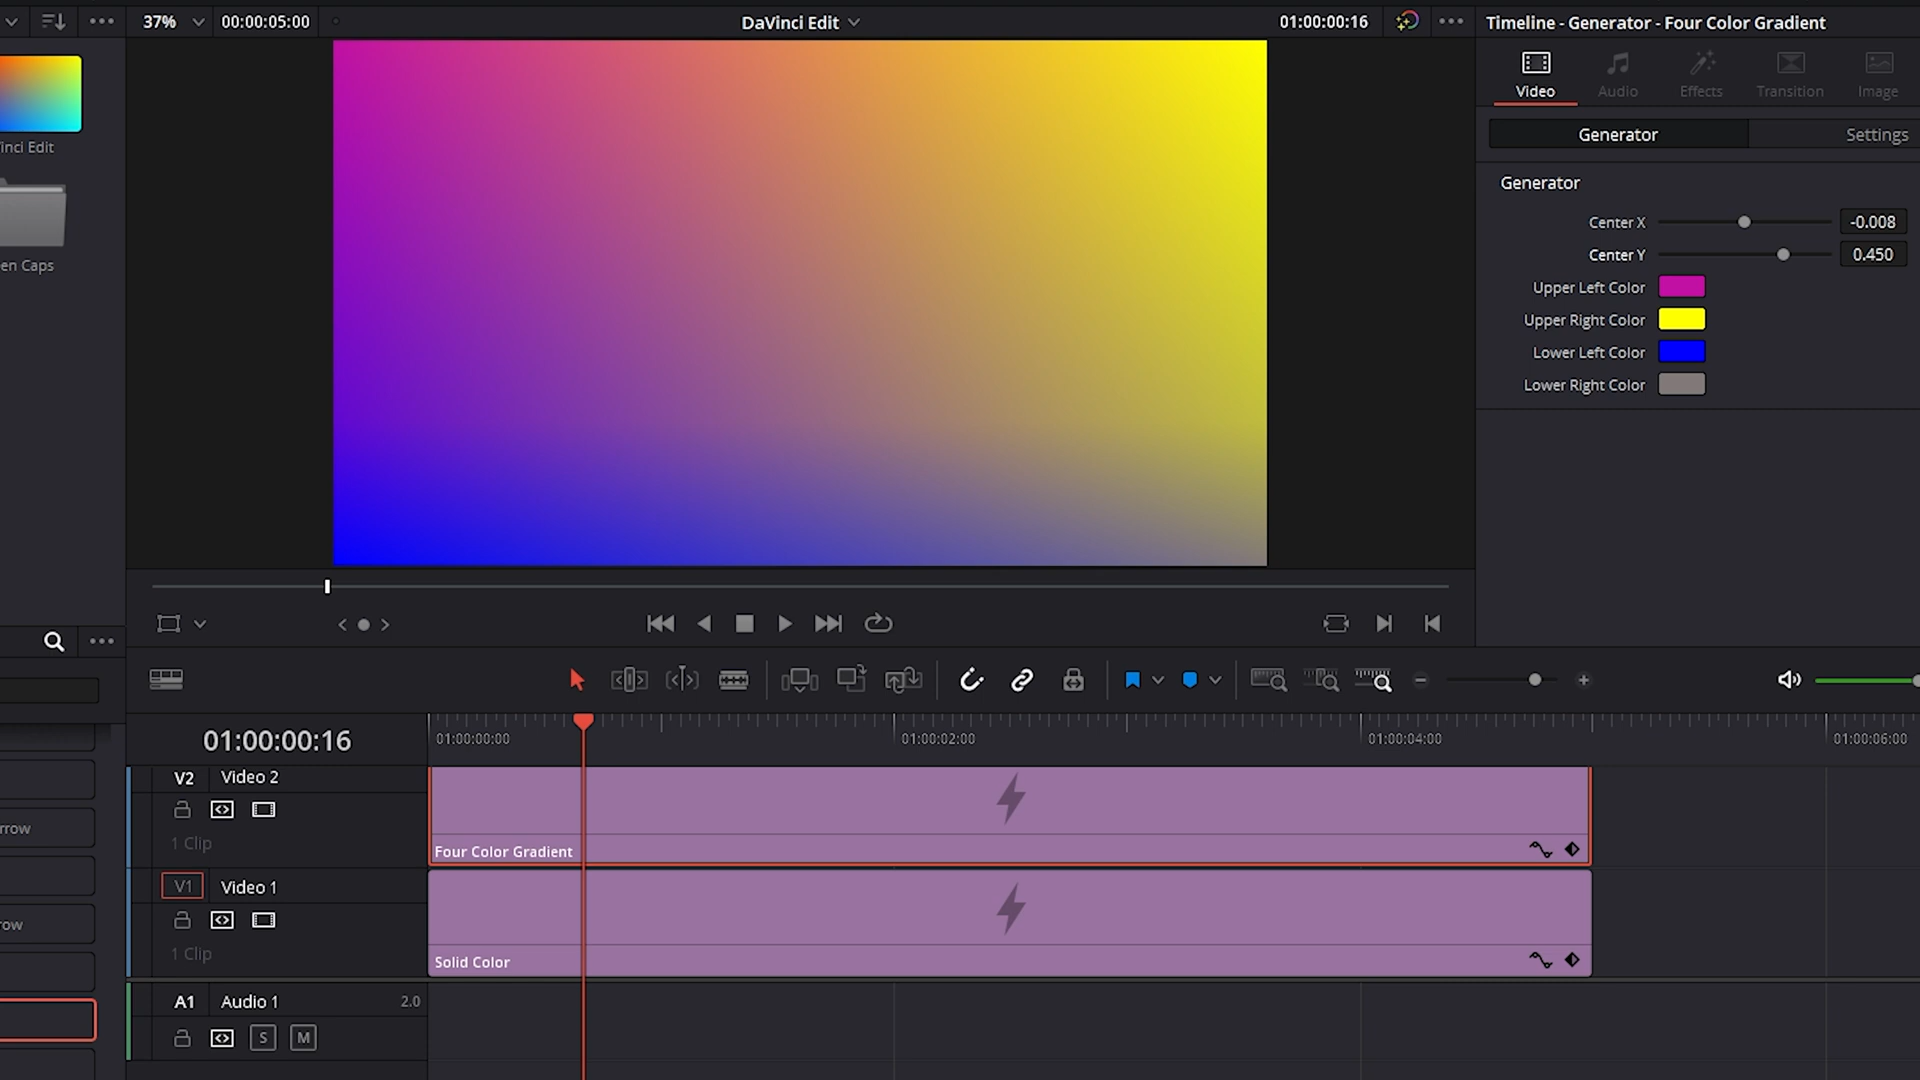 37%
00:00:05:00
DaVinci Edit
01:00:00:16
Timeline - Generator - Four Color Gradient
Video
Audio
Effects
Transition
Image
inci Edit
Generator
Settings
Generator
Center X
-0.008
Center Y
0.450
en Caps
Upper Left Color
Upper Right Color
Lower Left Color
Lower Right Color
01:00:00:16
01:00:00:00
01:00:02:00
01:00:04:00
01:00:06:00
V2
Video 2
1 Clip
Four Color Gradient
rrow
V1
Video 1
1 Clip
Solid Color
row
A1
Audio 1
2.0
S
M